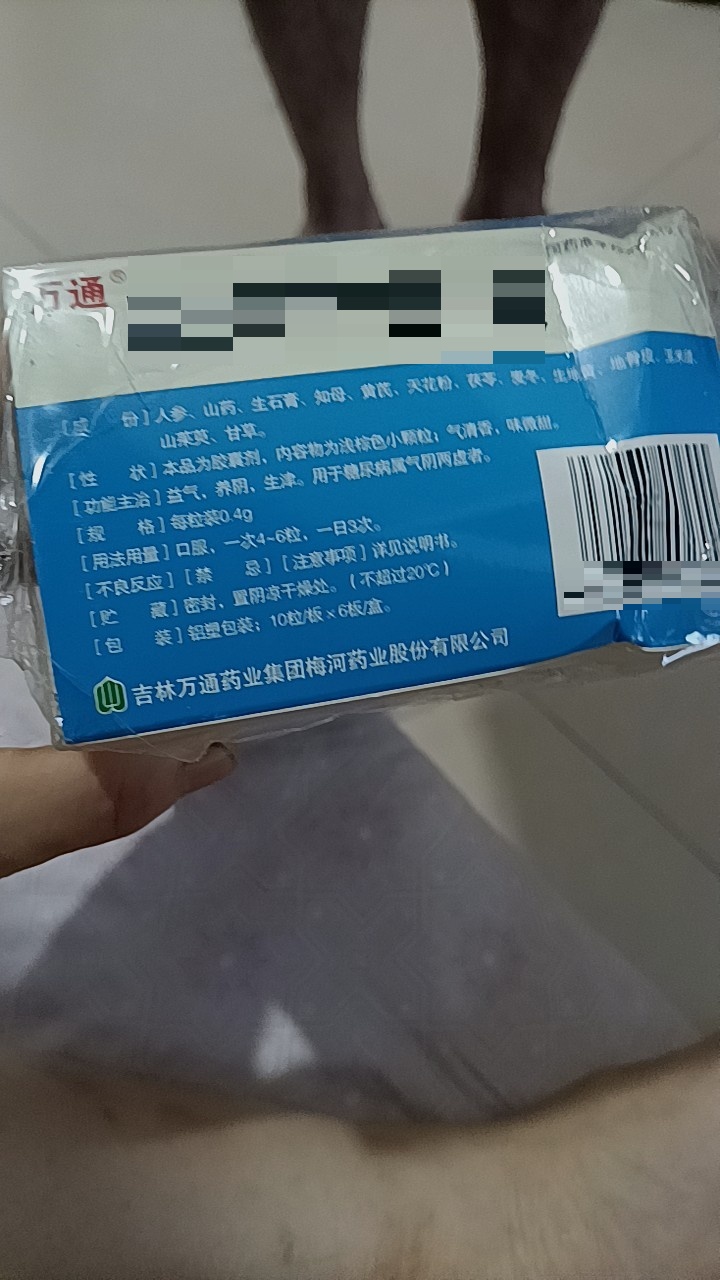 万通®
[成 份]人参、山药、生石膏、知母、黄芪、天花粉、茯苓、麦冬、生地黄、地骨皮、玉米须、
山茱萸、甘草。
[性 状]本品为胶囊剂，内容物为浅棕色小颗粒；气清香，味微甜。
[功能主治]益气，养阴，生津。用于糖尿病属气阴两虚者。
[规 格]每粒装0.4g
[用法用量]口服，一次4~6粒，一日3次。
[不良反应][禁 忌][注意事项]详见说明书。
[贮 藏]密封，置阴凉干燥处。(不超过20℃)
[包 装]铝塑包装；10粒/板×6板/盒。
吉林万通药业集团梅河药业股份有限公司